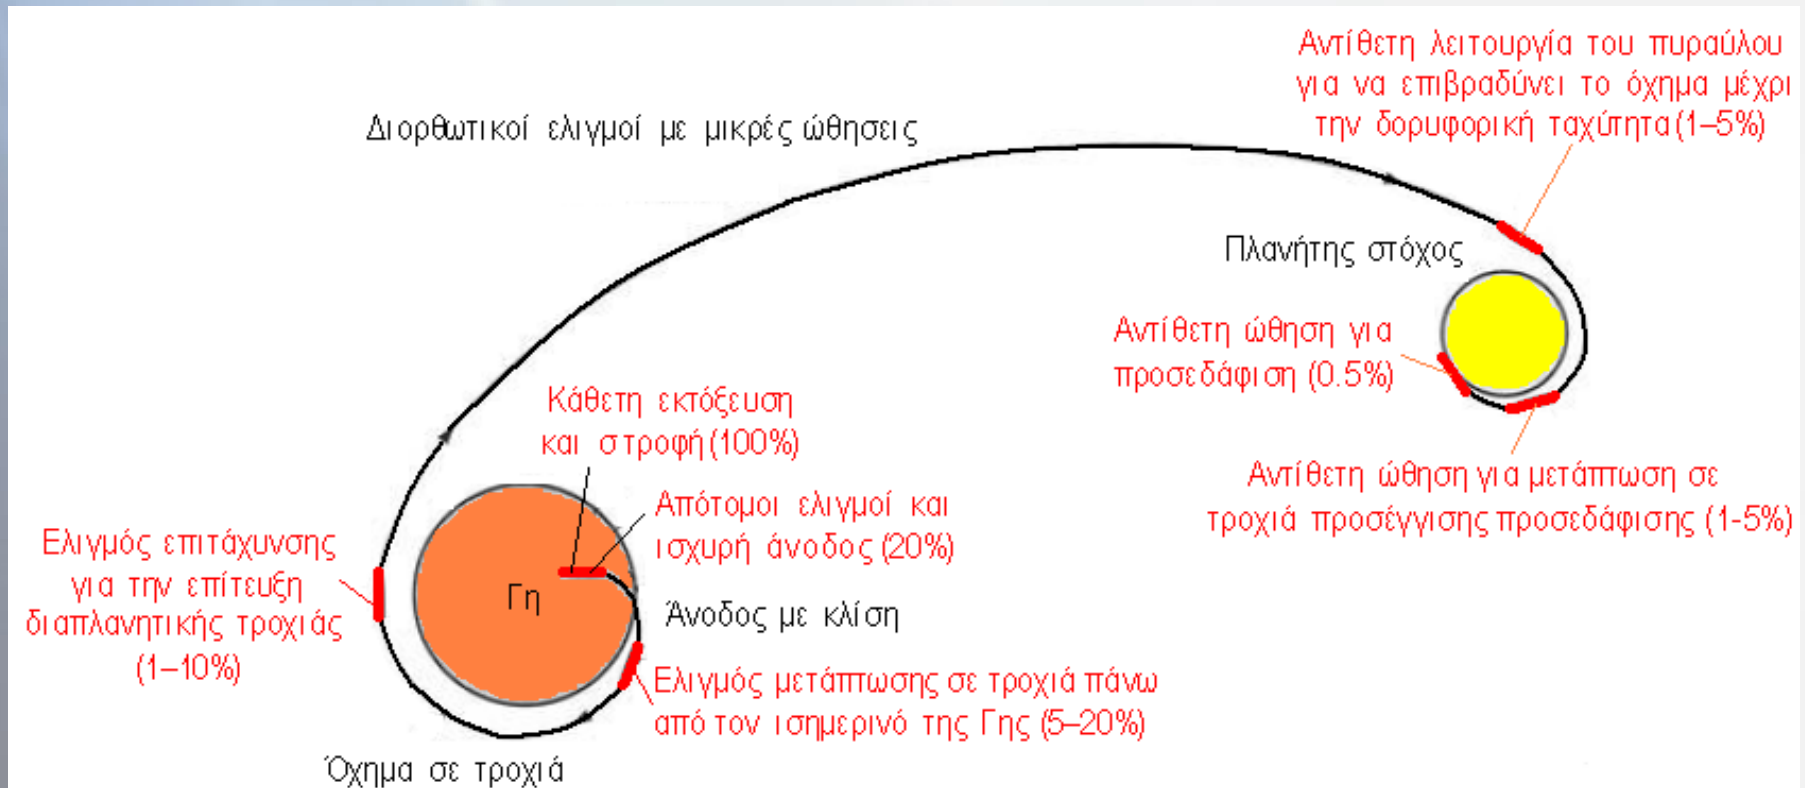 Αντίθετη λειτουργία του πυραύλου
για να επιβραδύνει το όχημα μέχρι
την δορυφορική ταχύτητα (1–5%)
Διορθωτικοί ελιγμοί με μικρές ώθησεις
Πλανήτης στόχος
Αντίθετη ώθηση για
προσεδάφιση (0.5%)
Κάθετη εκτόξευση
και στροφή (100%)
Αντίθετη ώθηση για μετάπτωση σε
τροχιά προσέγγισης προσεδάφισης (1-5%)
Απότομοι ελιγμοί και
ισχυρή άνοδος (20%)
Ελιγμός επιτάχυνσης
για την επίτευξη
διαπλανητικής τροχιάς
(1–10%)
Γη
Άνοδος με κλίση
Ελιγμός μετάπτωσης σε τροχιά πάνω
από τον ισημερινό της Γης (5–20%)
Όχημα σε τροχιά